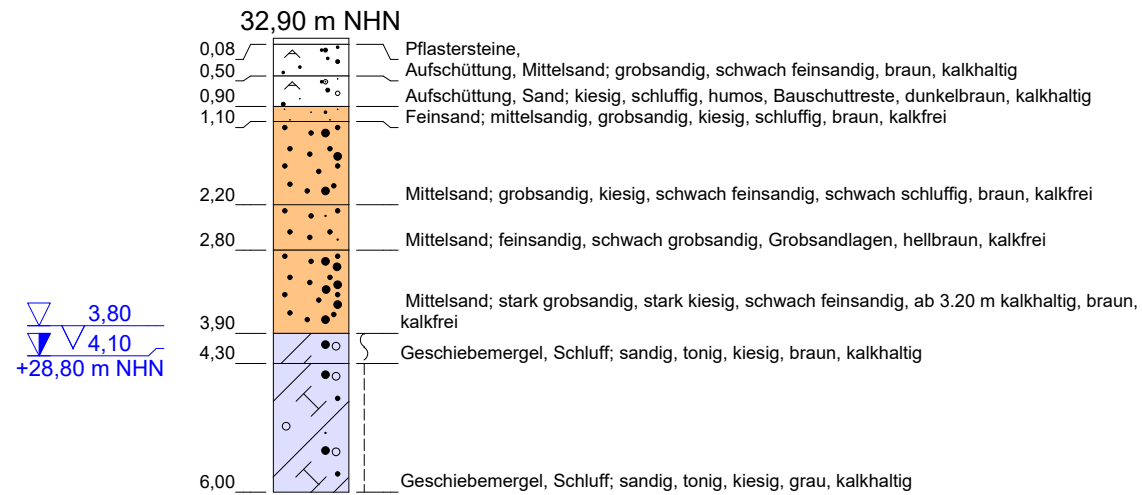 32,90 m NHN
0,08 Pflastersteine,
0,50 Aufschüttung, Mittelsand; grobsandig, schwach feinsandig, braun, kalkhaltig
0,90 Aufschüttung, Sand; kiesig, schluffig, humos, Bauschuttreste, dunkelbraun, kalkhaltig
1,10 Feinsand; mittelsandig, grobsandig, kiesig, schluffig, braun, kalkfrei
2,20 Mittelsand; grobsandig, kiesig, schwach feinsandig, schwach schluffig, braun, kalkfrei
2,80 Mittelsand; feinsandig, schwach grobsandig, Grobsandlagen, hellbraun, kalkfrei
Mittelsand; stark grobsandig, stark kiesig, schwach feinsandig, ab 3.20 m kalkhaltig, braun,
3,80
3,90 kalkfrei
4,10
4,30 Geschiebemergel, Schluff; sandig, tonig, kiesig, braun, kalkhaltig
+28,80 m NHN
6,00 Geschiebemergel, Schluff; sandig, tonig, kiesig, grau, kalkhaltig